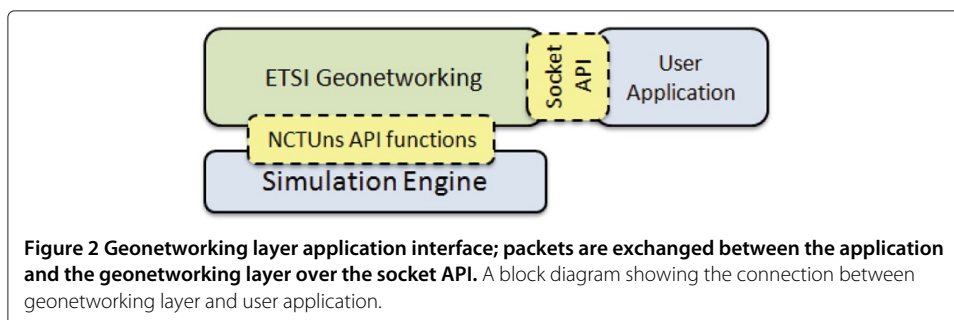 ETSI Geonetworking
Socket API
User
Application
NCTUns API functions
Simulation Engine
Figure 2 Geonetworking layer application interface; packets are exchanged between the application
and the geonetworking layer over the socket API. A block diagram showing the connection between
geonetworking layer and user application.